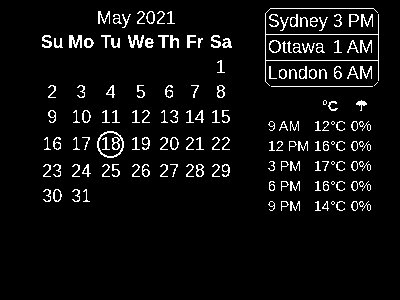 May 2021
Su Mo Tu We Th Fr Sa
1
2 3 4 5 6 7 8
9 10 11 12 13 14 15
16 17 18 19 20 21 22
23 24 25 26 27 28 29
30 31
Sydney 3 PM
Ottawa 1 AM
London 6 AM
°C ☂
9 AM 12°C 0%
12 PM 16°C 0%
3 PM 17°C 0%
6 PM 16°C 0%
9 PM 14°C 0%